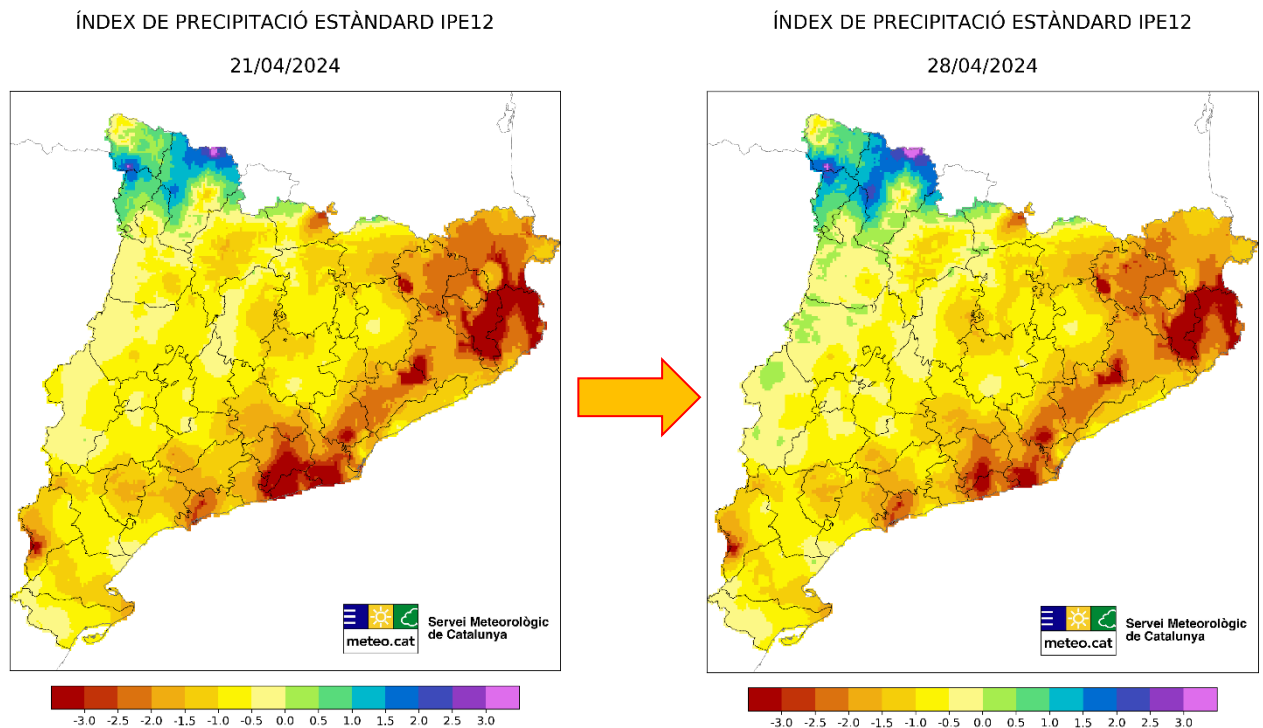 ÍNDEX DE PRECIPITACIÓ ESTÀNDARD IPE12
21/04/2024
Servei Meteorològic
de Catalunya
meteo.cat
-3.0 -2.5 -2.0 -1.5 -1.0 -0.5 0.0 0.5 1.0 1.5 2.0 2.5 3.0
ÍNDEX DE PRECIPITACIÓ ESTÀNDARD IPE12
28/04/2024
Servei Meteorològic
de Catalunya
meteo.cat
-3.0 -2.5 -2.0 -1.5 -1.0 -0.5 0.0 0.5 1.0 1.5 2.0 2.5 3.0